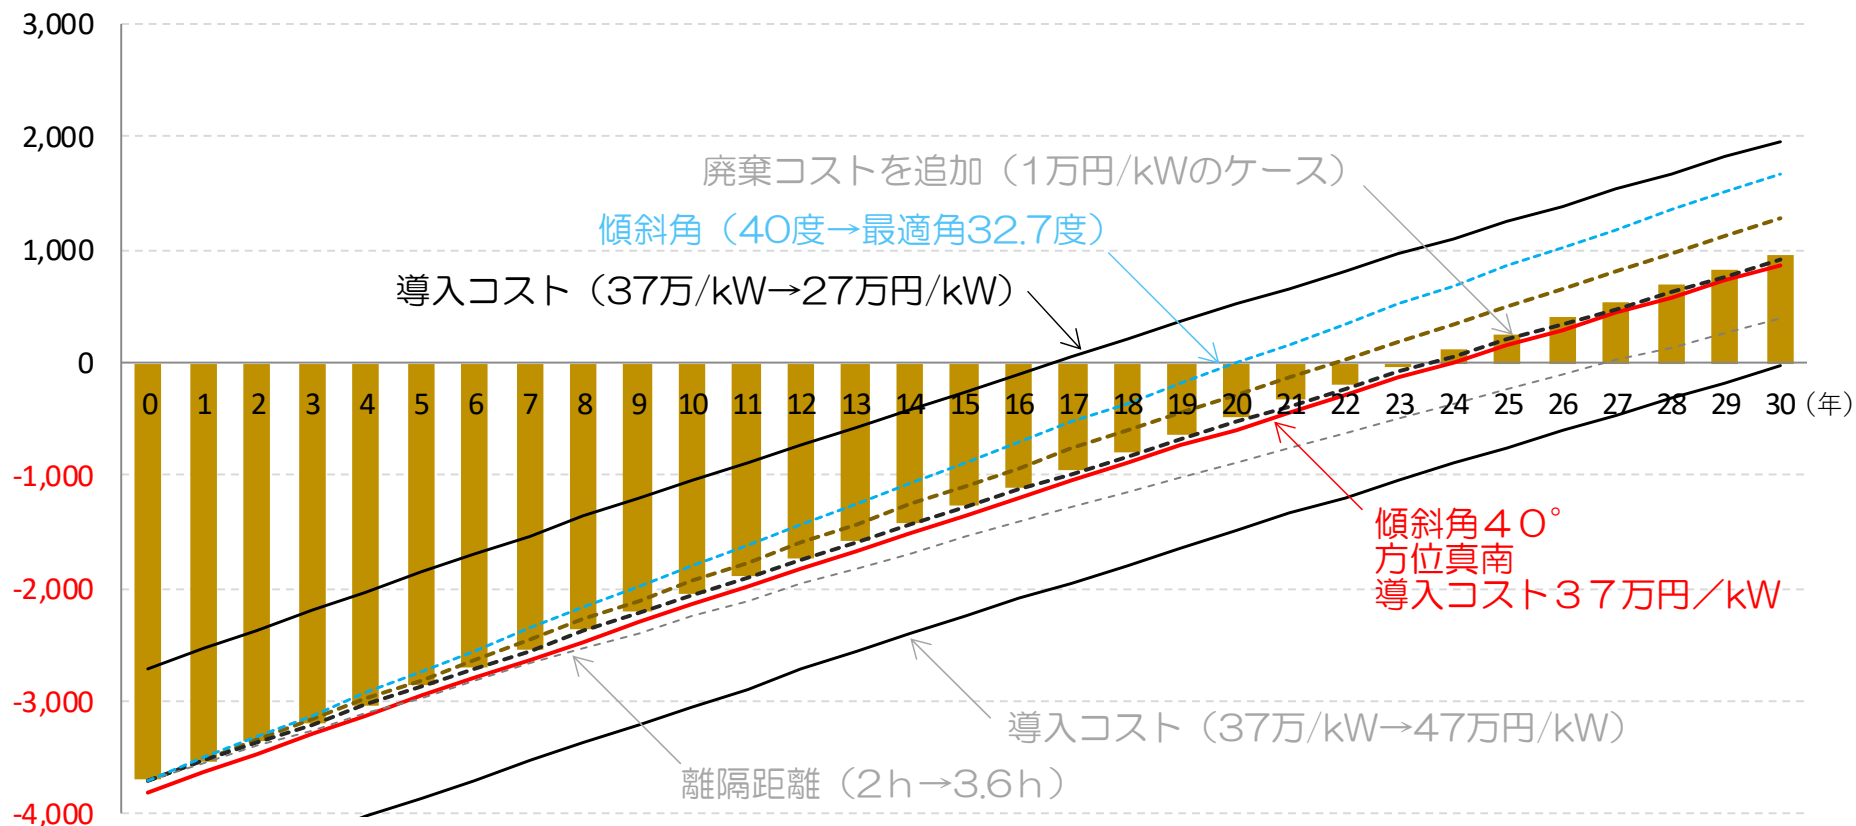 3,000
2,000
1,000
0
-1,000
-2,000
-3,000
-4,000
廃棄コストを追加（1万円/kWのケース）
傾斜角（40度→最適角32.7度）
導入コスト（37万/kW→27万円/kW）
0 1 2 3 4 5 6 7 8 9 10 11 12 13 14 15 16 17 18 19 20 21 22 23 24 25 26 27 28 29 30（年）
傾斜角４０°
方位真南
導入コスト３７万円／kW
導入コスト（37万/kW→47万円/kW）
離隔距離（2ｈ→3.6ｈ）